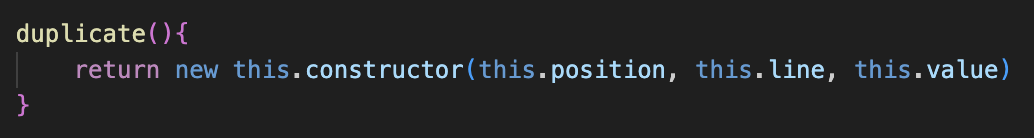 duplicate(){
    return new this.constructor(this.position, this.line, this.value)
}